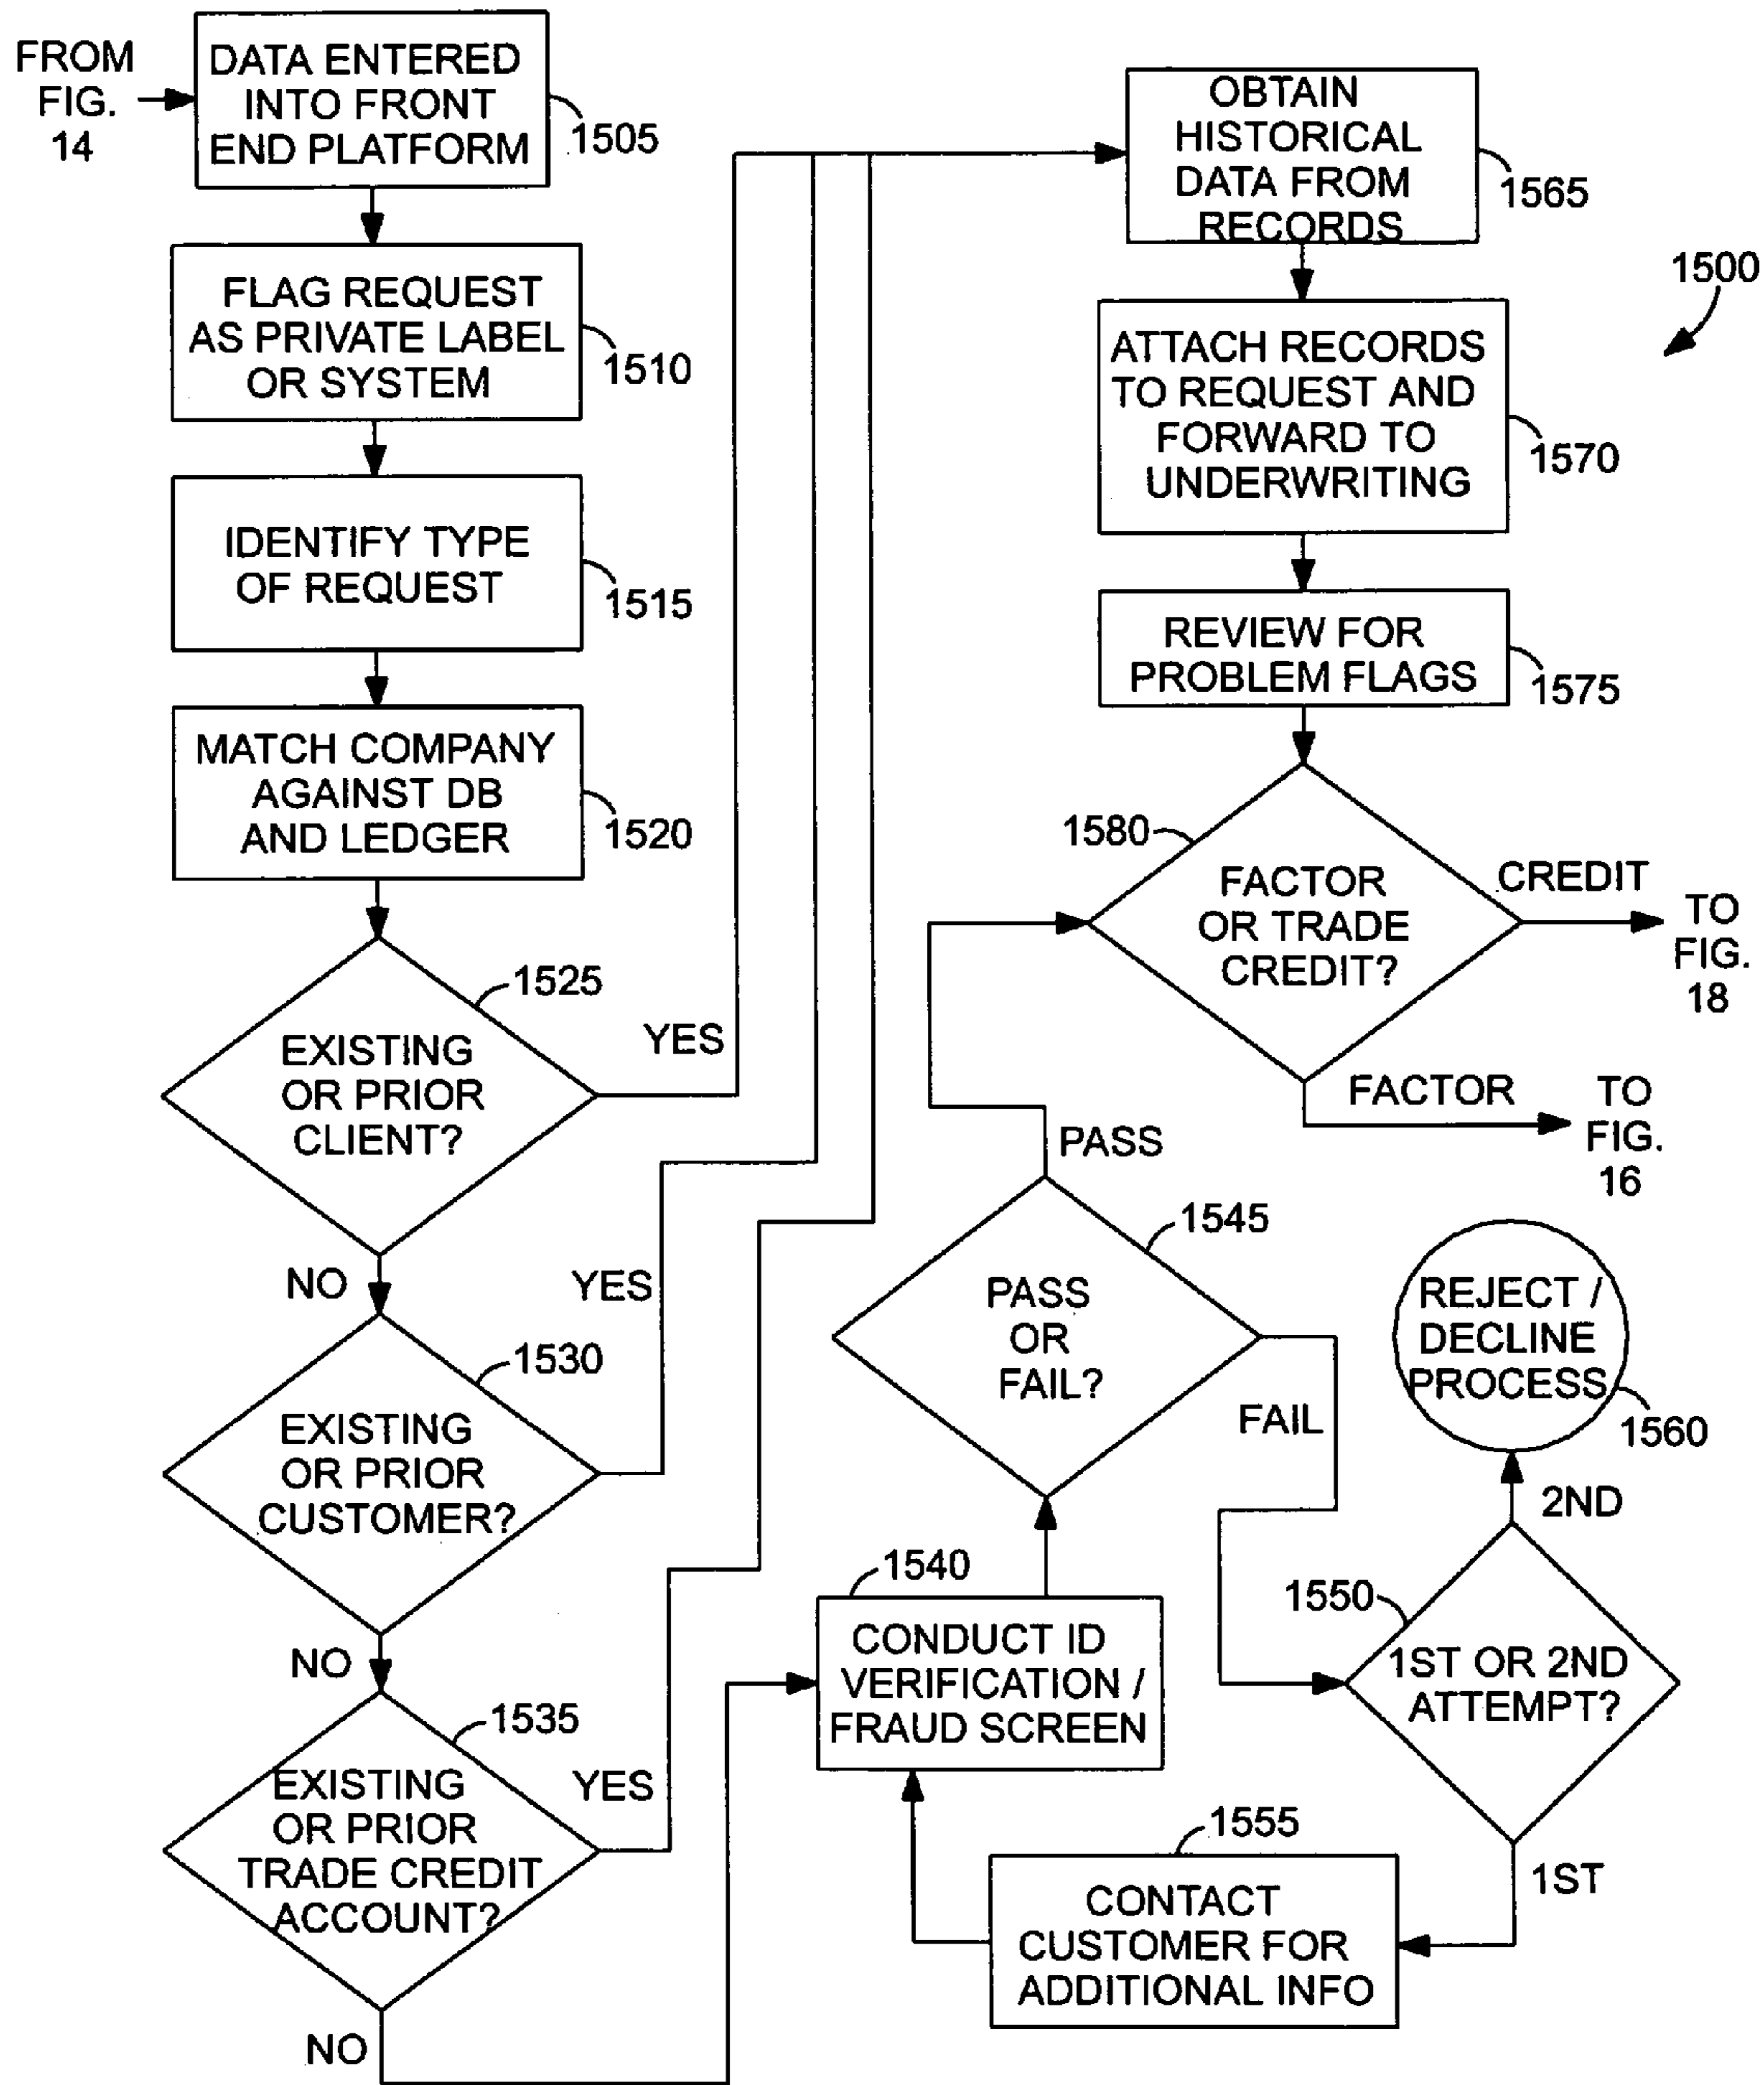 FROM
FIG.
14
DATA ENTERED
INTO FRONT
END PLATFORM
1505
FLAG REQUEST
AS PRIVATE LABEL
OR SYSTEM
1510
IDENTIFY TYPE
OF REQUEST
1515
MATCH COMPANY
AGAINST DB
AND LEDGER
1520
1525
EXISTING
OR PRIOR
CLIENT?
YES
NO
1530
EXISTING
OR PRIOR
CUSTOMER?
YES
NO
1535
EXISTING
OR PRIOR
TRADE CREDIT
ACCOUNT?
YES
NO
1540
CONDUCT ID
VERIFICATION /
FRAUD SCREEN
1545
PASS
OR
FAIL?
PASS
FAIL
1550
1ST OR 2ND
ATTEMPT?
1ST
2ND
1555
CONTACT
CUSTOMER FOR
ADDITIONAL INFO
REJECT /
DECLINE
PROCESS
1560
OBTAIN
HISTORICAL
DATA FROM
RECORDS
1565
1500
ATTACH RECORDS
TO REQUEST AND
FORWARD TO
UNDERWRITING
1570
REVIEW FOR
PROBLEM FLAGS
1575
1580
FACTOR
OR TRADE
CREDIT?
CREDIT
TO
FIG.
18
FACTOR
TO
FIG.
16